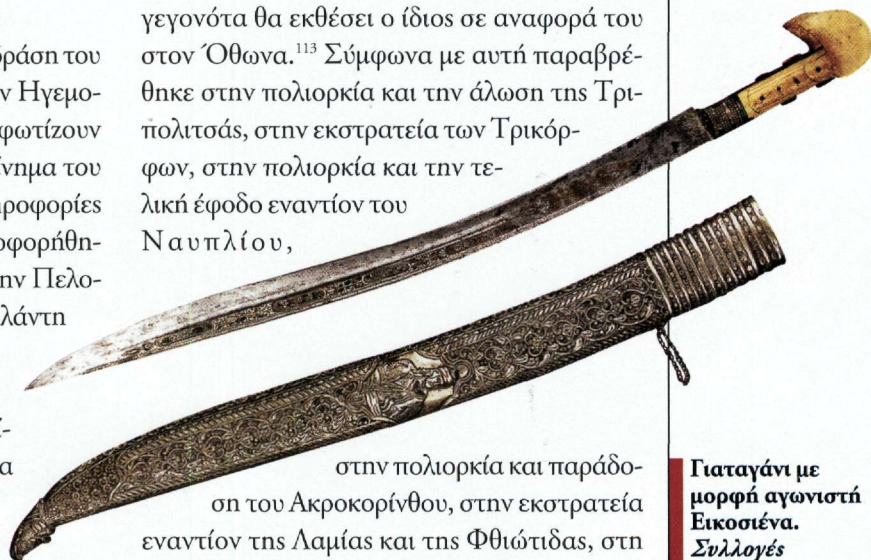 δράση του
ν Ηγεμο-
φωτίζουν
ίνημα του
ηροφορίες
οφορήθη-
ην Πελο-
λάντη
ί-
α
γεγονότα θα εκθέσει ο ίδιος σε αναφορά του
στον Όθωνα.¹¹³ Σύμφωνα με αυτή παραβρέ-
θηκε στην πολιορκία και την άλωση της Τρι-
πολιτσάς, στην εκστρατεία των Τρικόρ-
φων, στην πολιορκία και την τε-
λική έφοδο εναντίον του
Ναυπλίου,
στην πολιορκία και παράδο-
ση του Ακροκορίνθου, στην εκστρατεία
εναντίον της Λαμίας και της Φθιώτιδας, στη
Γιαταγάνι με
μορφή αγωνιστή
Εικοσιένα.
Συλλογές